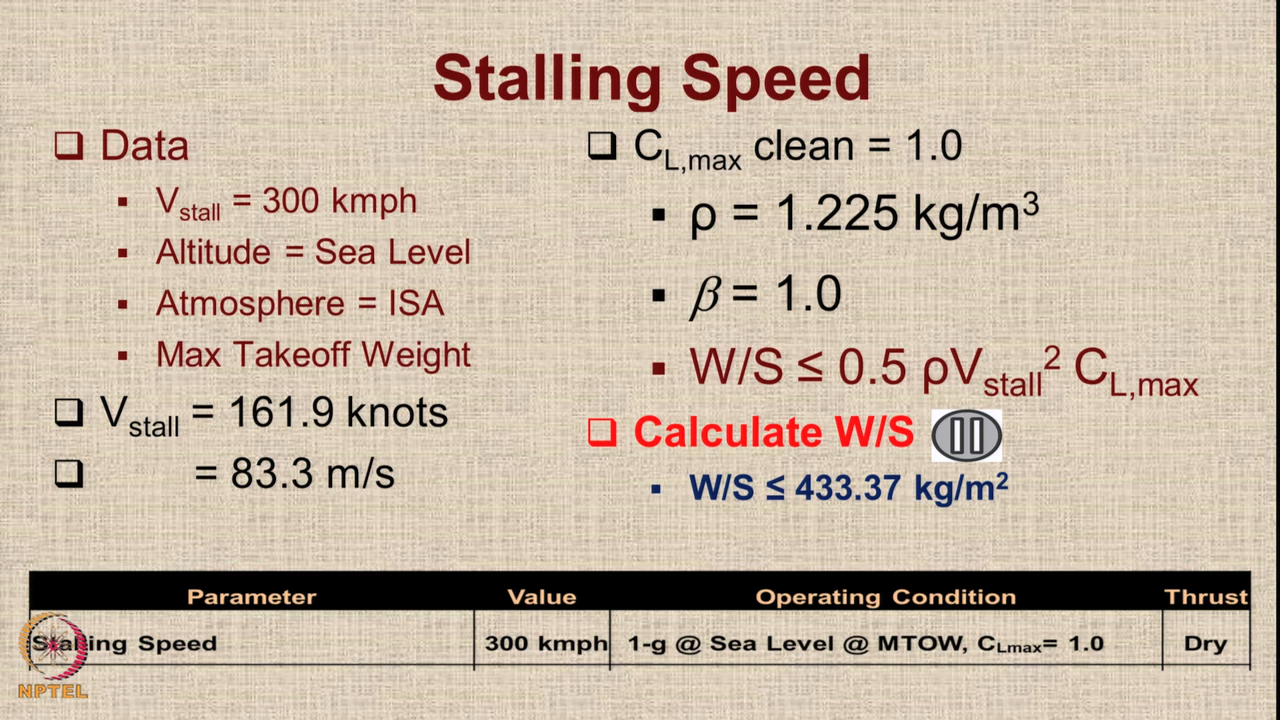 Stalling Speed
❑ Data
▪ Vstall = 300 kmph
▪ Altitude = Sea Level
▪ Atmosphere = ISA
▪ Max Takeoff Weight
❑ Vstall = 161.9 knots
❑ = 83.3 m/s
❑ CL,max clean = 1.0
▪ ρ = 1.225 kg/m³
▪ β = 1.0
▪ W/S ≤ 0.5 ρVstall² CL,max
❑ Calculate W/S
▪ W/S ≤ 433.37 kg/m²
Parameter Value Operating Condition Thrust
Stalling Speed 300 kmph 1-g @ Sea Level @ MTOW, CLmax= 1.0 Dry
NPTEL